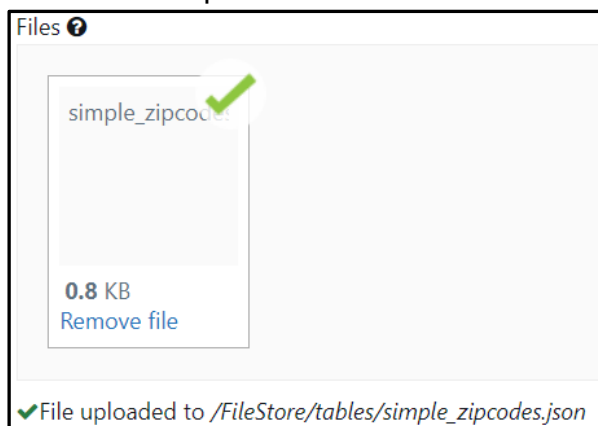 Files ?
simple_zipcodes
0.8 KB
Remove file
File uploaded to /FileStore/tables/simple_zipcodes.json